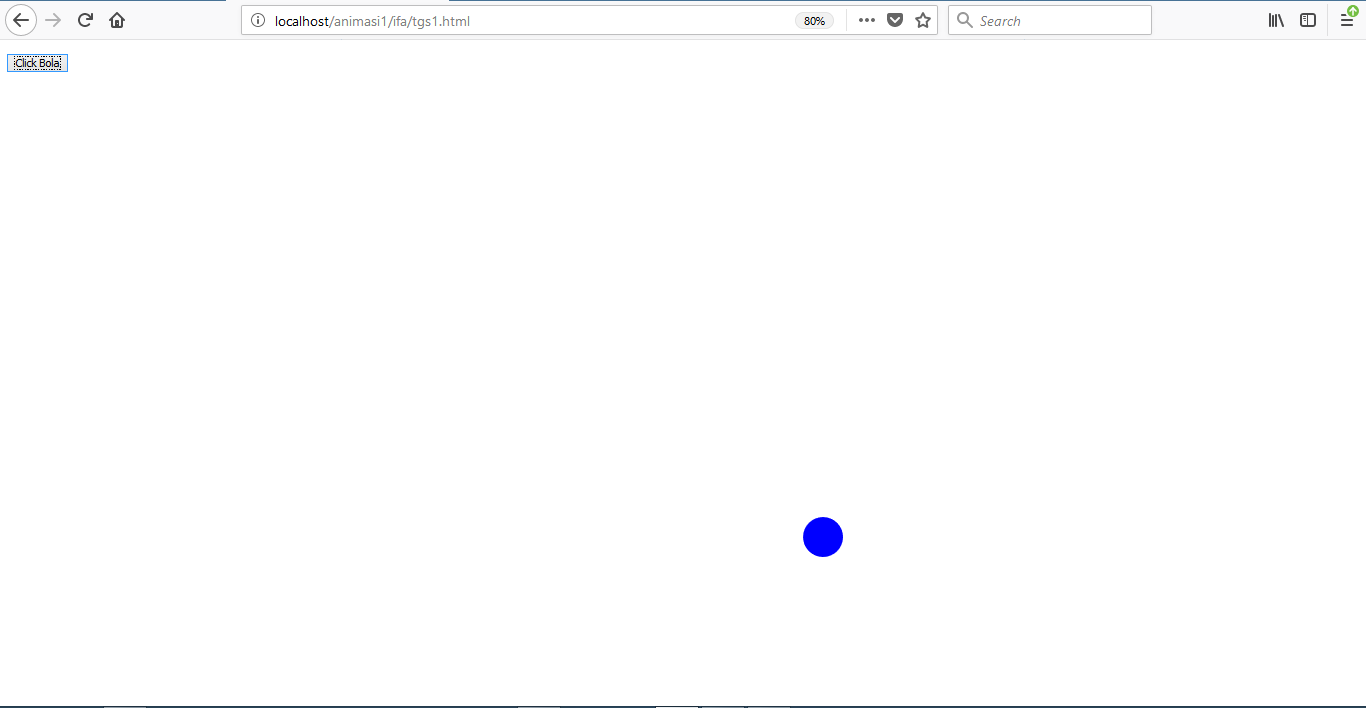 localhost/animasi1/ifa/tgs1.html
80%
Search
Click Bola